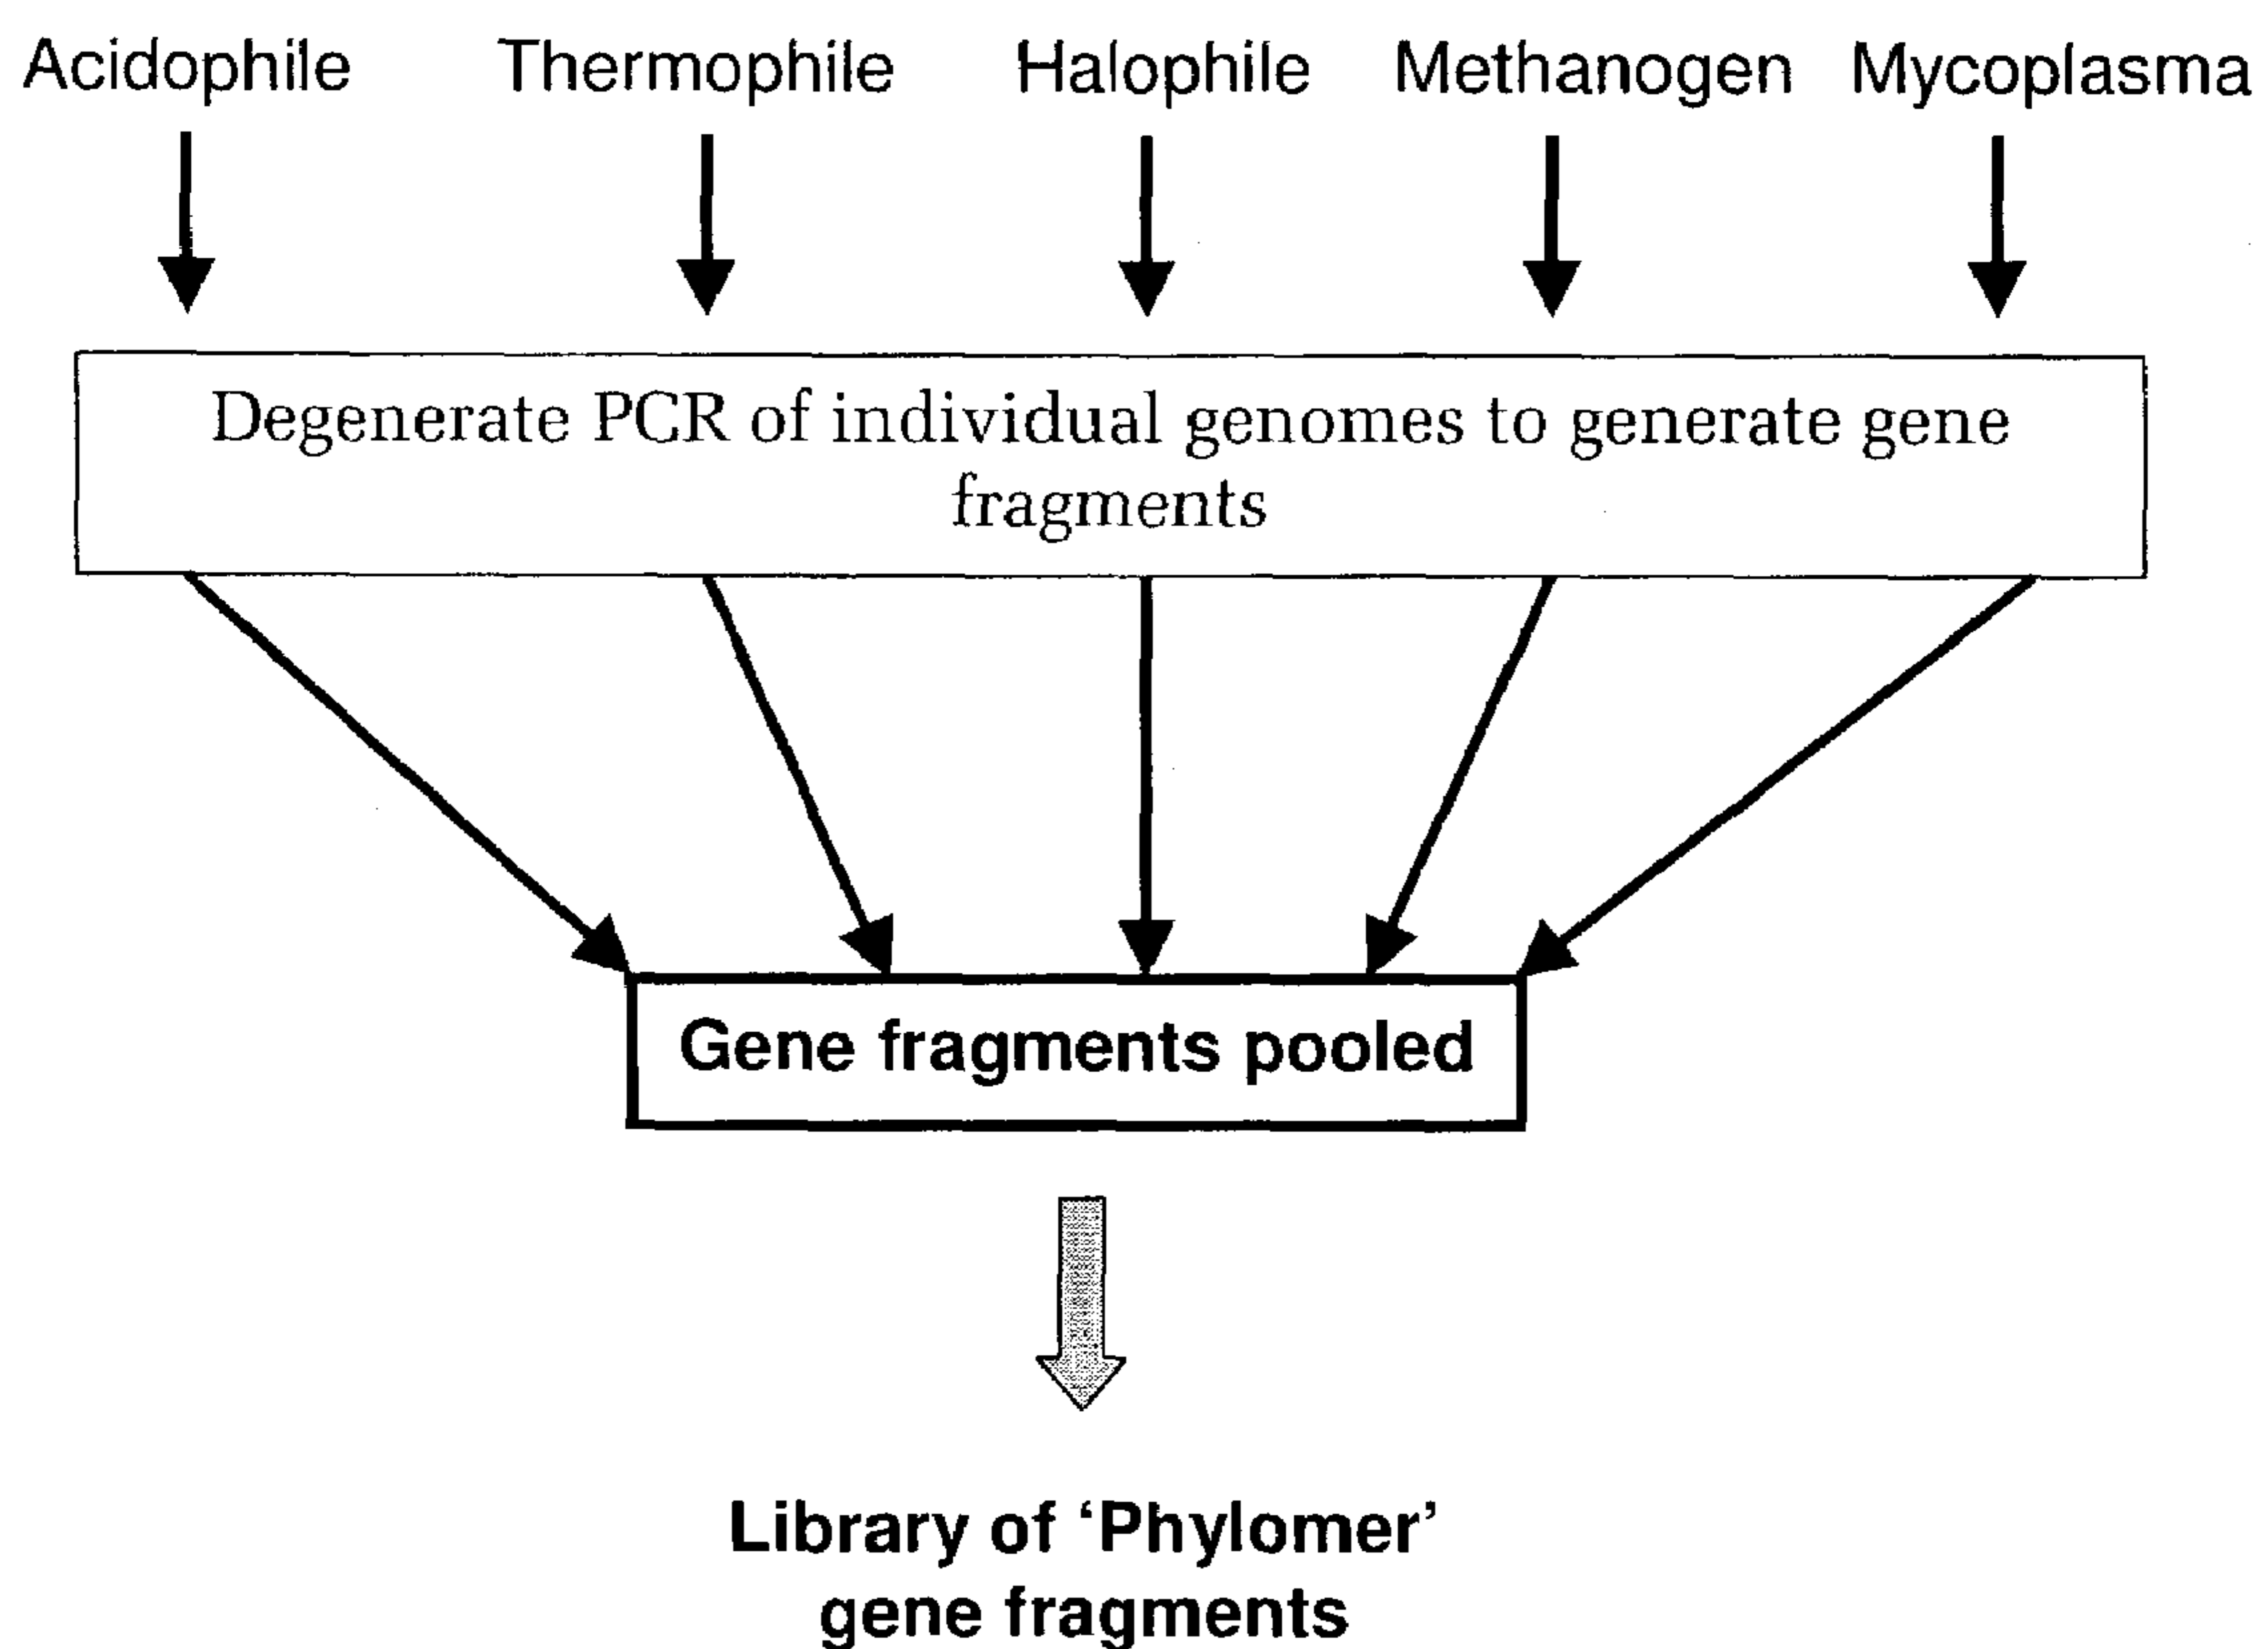 Acidophile Thermophile Halophile Methanogen Mycoplasma
Degenerate PCR of individual genomes to generate gene
fragments
Gene fragments pooled
Library of ‘Phylomer’
gene fragments